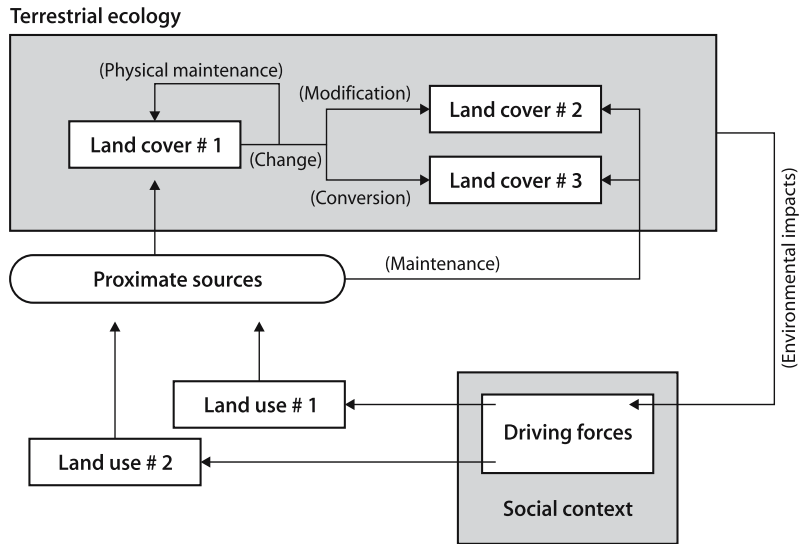 Terrestrial ecology
(Physical maintenance)
(Modification)
Land cover # 2
Land cover # 1
(Change)
Land cover # 3
(Conversion)
(Environmental impacts)
Proximate sources
(Maintenance)
Land use # 1
Driving forces
Land use # 2
Social context